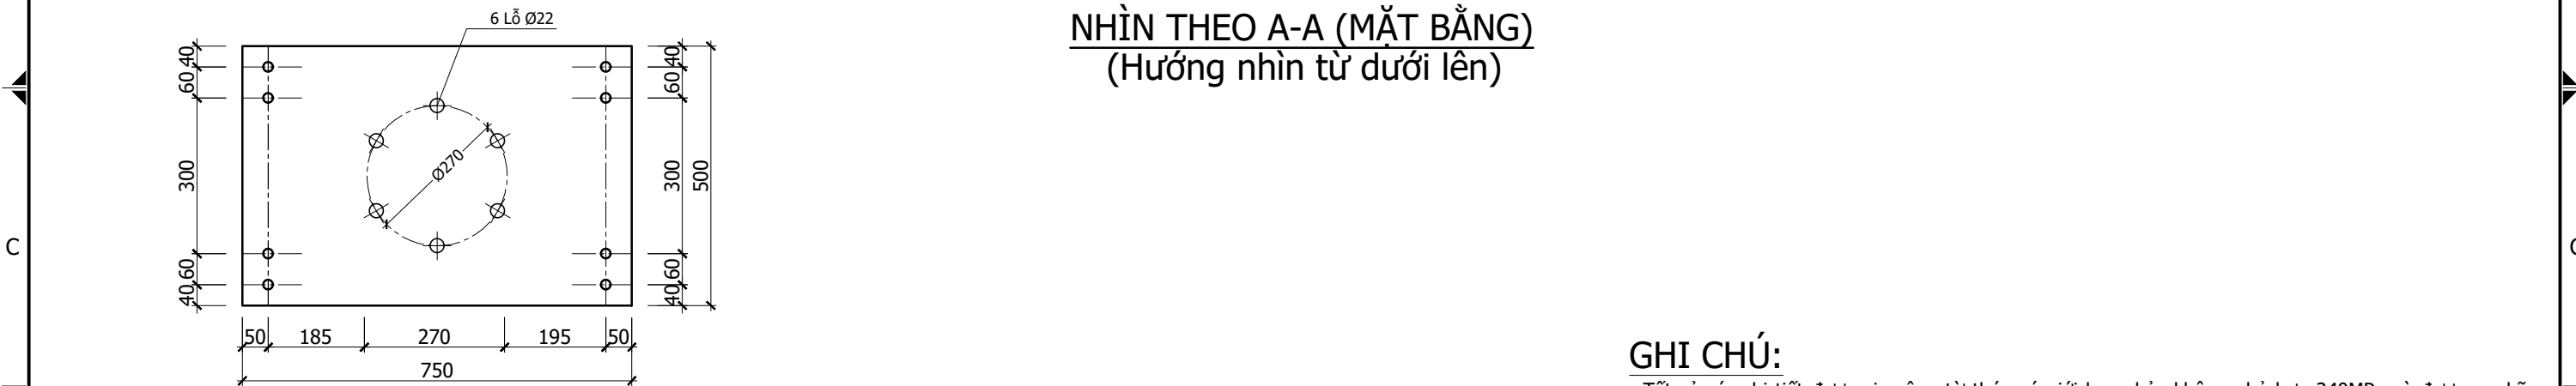 6 Lỗ Ø22
NHÌN THEO A-A (MẶT BẰNG)
(Hướng nhìn từ dưới lên)
40
60
300
60
40
40
60
300
60
40
500
Ø270
C
50 185 270 195 50
750
GHI CHÚ: